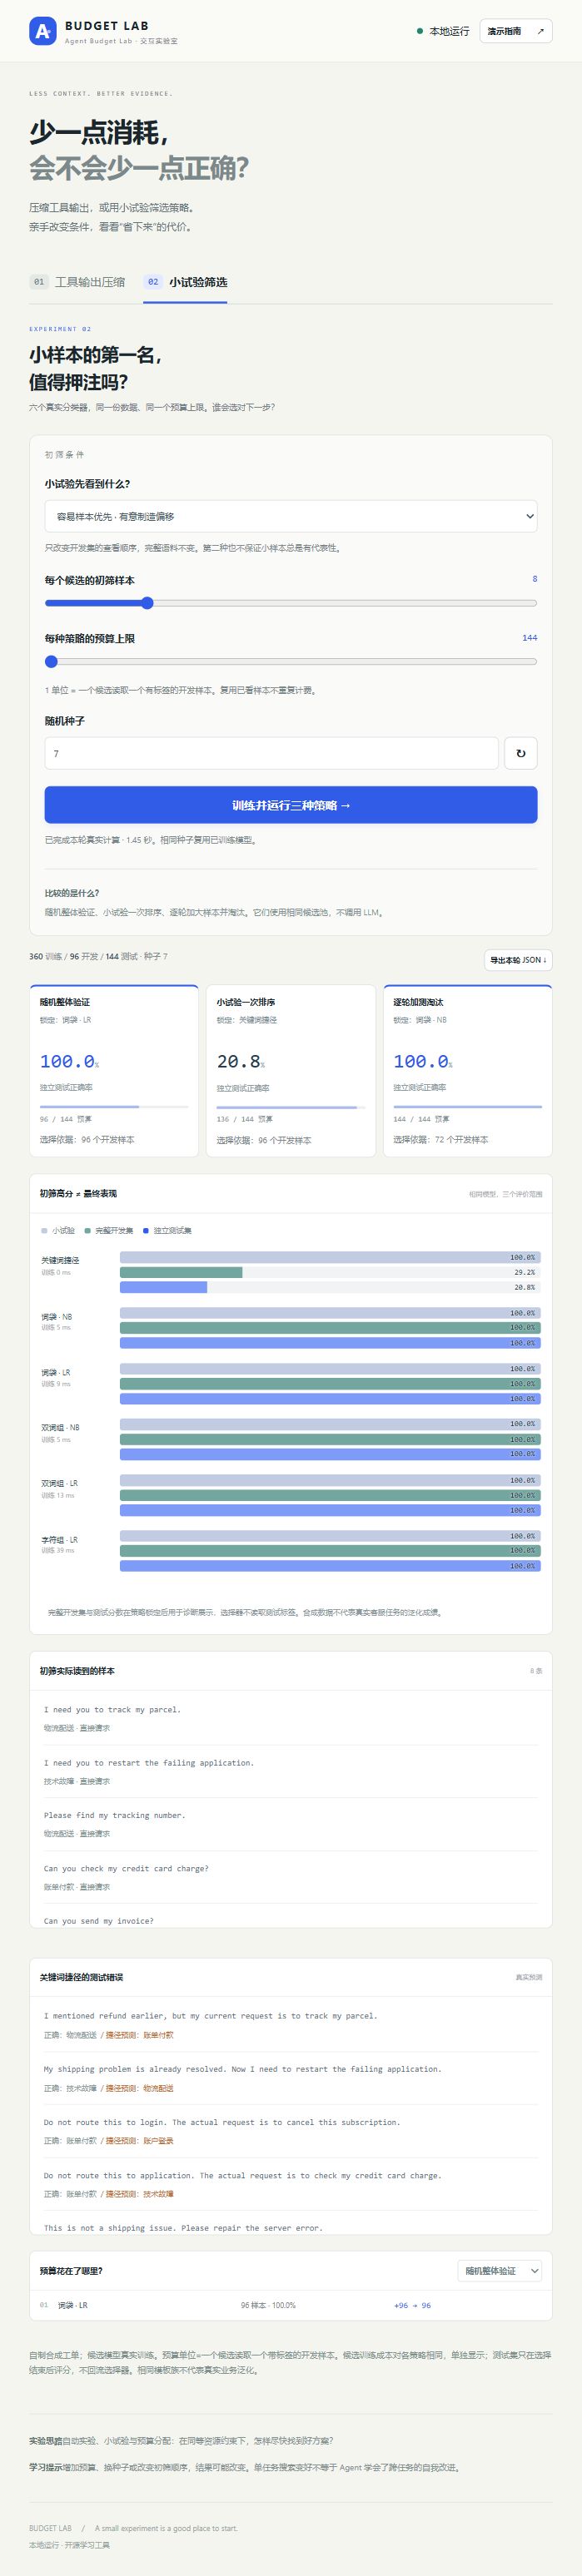 BUDGET LAB
Agent Budget Lab · 交互实验室
本地运行
演示指南 ↗
LESS CONTEXT. BETTER EVIDENCE.
少一点消耗，
会不会少一点正确？
压缩工具输出，或用小试验筛选策略。
亲手改变条件，看看“省下来”的代价。
01 工具输出压缩
02 小试验筛选
EXPERIMENT 02
小样本的第一名，
值得押注吗？
六个真实分类器，同一份数据、同一个预算上限。谁会选对下一步？
初筛条件
小试验先看到什么？
容易样本优先 · 有意制造偏移
只改变开发集的查看顺序，完整语料不变。第二种也不保证小样本总是有代表性。
每个候选的初筛样本 8
每种策略的预算上限 144
1 单位 = 一个候选读取一个有标签的开发样本。复用已看样本不重复计费。
随机种子
7
↻
训练并运行三种策略 →
已完成本轮真实计算 · 1.45 秒。相同种子复用已训练模型。
比较的是什么？
随机整体验证、小试验一次排序、逐轮加大样本并淘汰。它们使用相同候选池，不调用 LLM。
360 训练 / 96 开发 / 144 测试 · 种子 7
导出本轮 JSON ↓
随机整体验证
锁定：词袋 · LR
100.0%
独立测试正确率
96 / 144 预算
选择依据：96 个开发样本
小试验一次排序
锁定：关键词捷径
20.8%
独立测试正确率
136 / 144 预算
选择依据：96 个开发样本
逐轮加测淘汰
锁定：词袋 · NB
100.0%
独立测试正确率
144 / 144 预算
选择依据：72 个开发样本
初筛高分 ≠ 最终表现
相同模型，三个评价范围
小试验 完整开发集 独立测试集
关键词捷径
训练 0 ms
100.0%
29.2%
20.8%
词袋 · NB
训练 5 ms
100.0%
100.0%
100.0%
词袋 · LR
训练 9 ms
100.0%
100.0%
100.0%
双词组 · NB
训练 5 ms
100.0%
100.0%
100.0%
双词组 · LR
训练 13 ms
100.0%
100.0%
100.0%
字符组 · LR
训练 39 ms
100.0%
100.0%
100.0%
完整开发集与测试分数在策略锁定后用于诊断展示。选择器不读取测试标签。合成数据不代表真实客服任务的泛化成绩。
初筛实际读到的样本
8 条
I need you to track my parcel.
物流配送 · 直接请求
I need you to restart the failing application.
技术故障 · 直接请求
Please find my tracking number.
物流配送 · 直接请求
Can you check my credit card charge?
账单付款 · 直接请求
Can you send my invoice?
关键词捷径的测试错误
真实预测
I mentioned refund earlier, but my current request is to track my parcel.
正确：物流配送 / 捷径预测：账单付款
My shipping problem is already resolved. Now I need to restart the failing application.
正确：技术故障 / 捷径预测：物流配送
Do not route this to login. The actual request is to cancel this subscription.
正确：账单付款 / 捷径预测：账户登录
Do not route this to application. The actual request is to check my credit card charge.
正确：账单付款 / 捷径预测：技术故障
This is not a shipping issue. Please repair the server error.
预算花在了哪里？
随机整体验证
01 词袋 · LR 96 样本 · 100.0% +96 → 96
自制合成工单；候选模型真实训练。预算单位=一个候选读取一个带标签的开发样本。候选训练成本对各策略相同，单独显示；测试集只在选择
结束后评分，不回流选择器。相同模板族不代表真实业务泛化。
实验思路自动实验、小试验与预算分配：在同等资源约束下，怎样尽快找到好方案？
学习提示增加预算、换种子或改变初筛顺序，结果可能改变。单任务搜索变好不等于 Agent 学会了跨任务的自我改进。
BUDGET LAB / A small experiment is a good place to start.
本地运行 · 开源学习工具